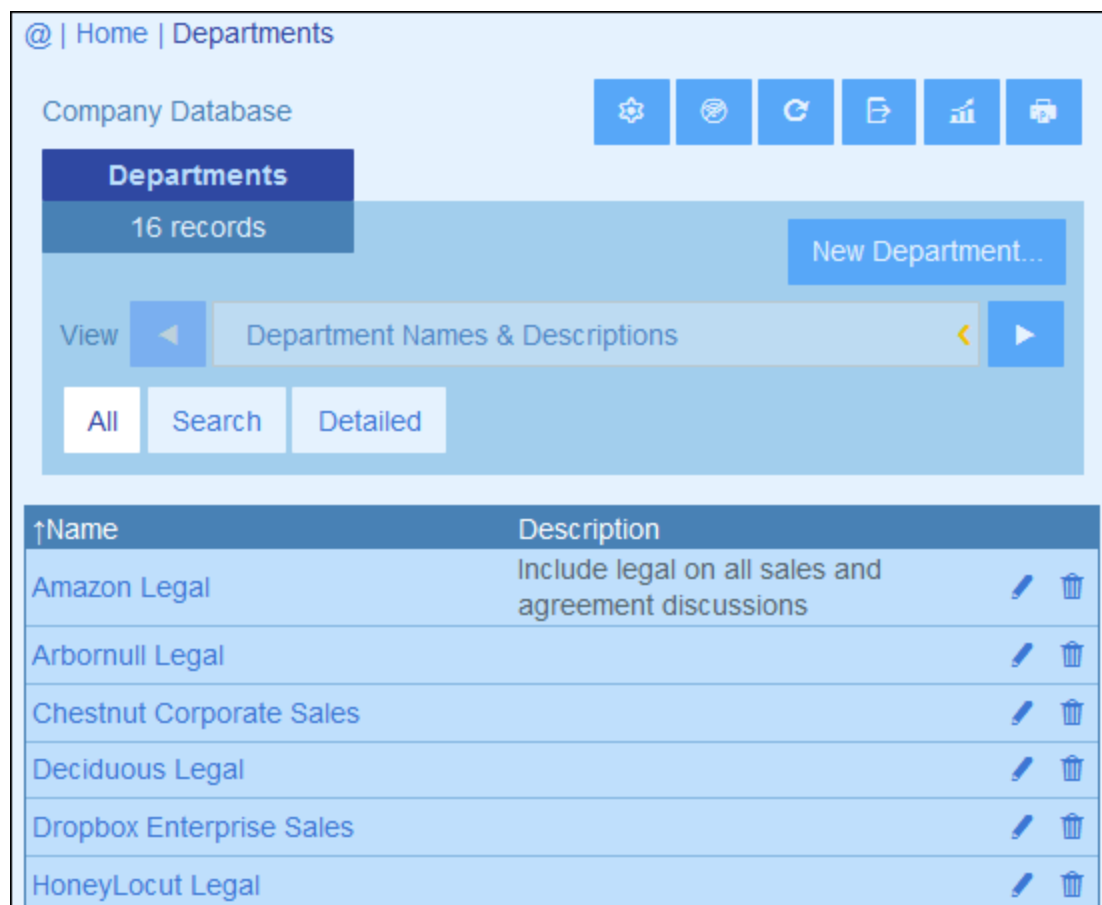 @ | Home | Departments
Company Database
Departments
16 records
New Department...
View
Department Names & Descriptions
All Search Detailed
↑Name Description
Amazon Legal
Include legal on all sales and
agreement discussions
Arbornull Legal
Chestnut Corporate Sales
Deciduous Legal
Dropbox Enterprise Sales
HoneyLocut Legal